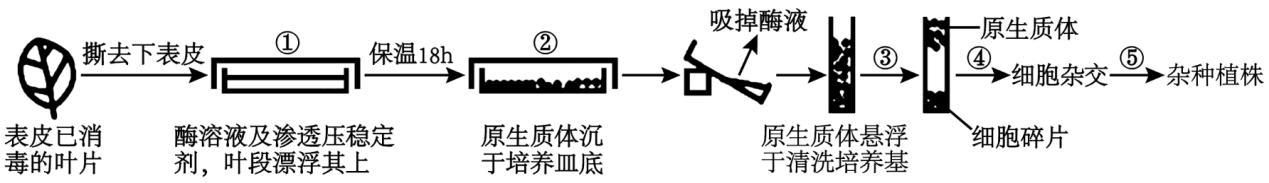 吸掉酶液
撕去下表皮
①
保温18h
②
③
④
原生质体
细胞杂交
⑤
杂种植株
细胞碎片
表皮已消
毒的叶片
酶溶液及渗透压稳定
剂，叶段漂浮其上
原生质体沉
于培养皿底
原生质体悬浮
于清洗培养基